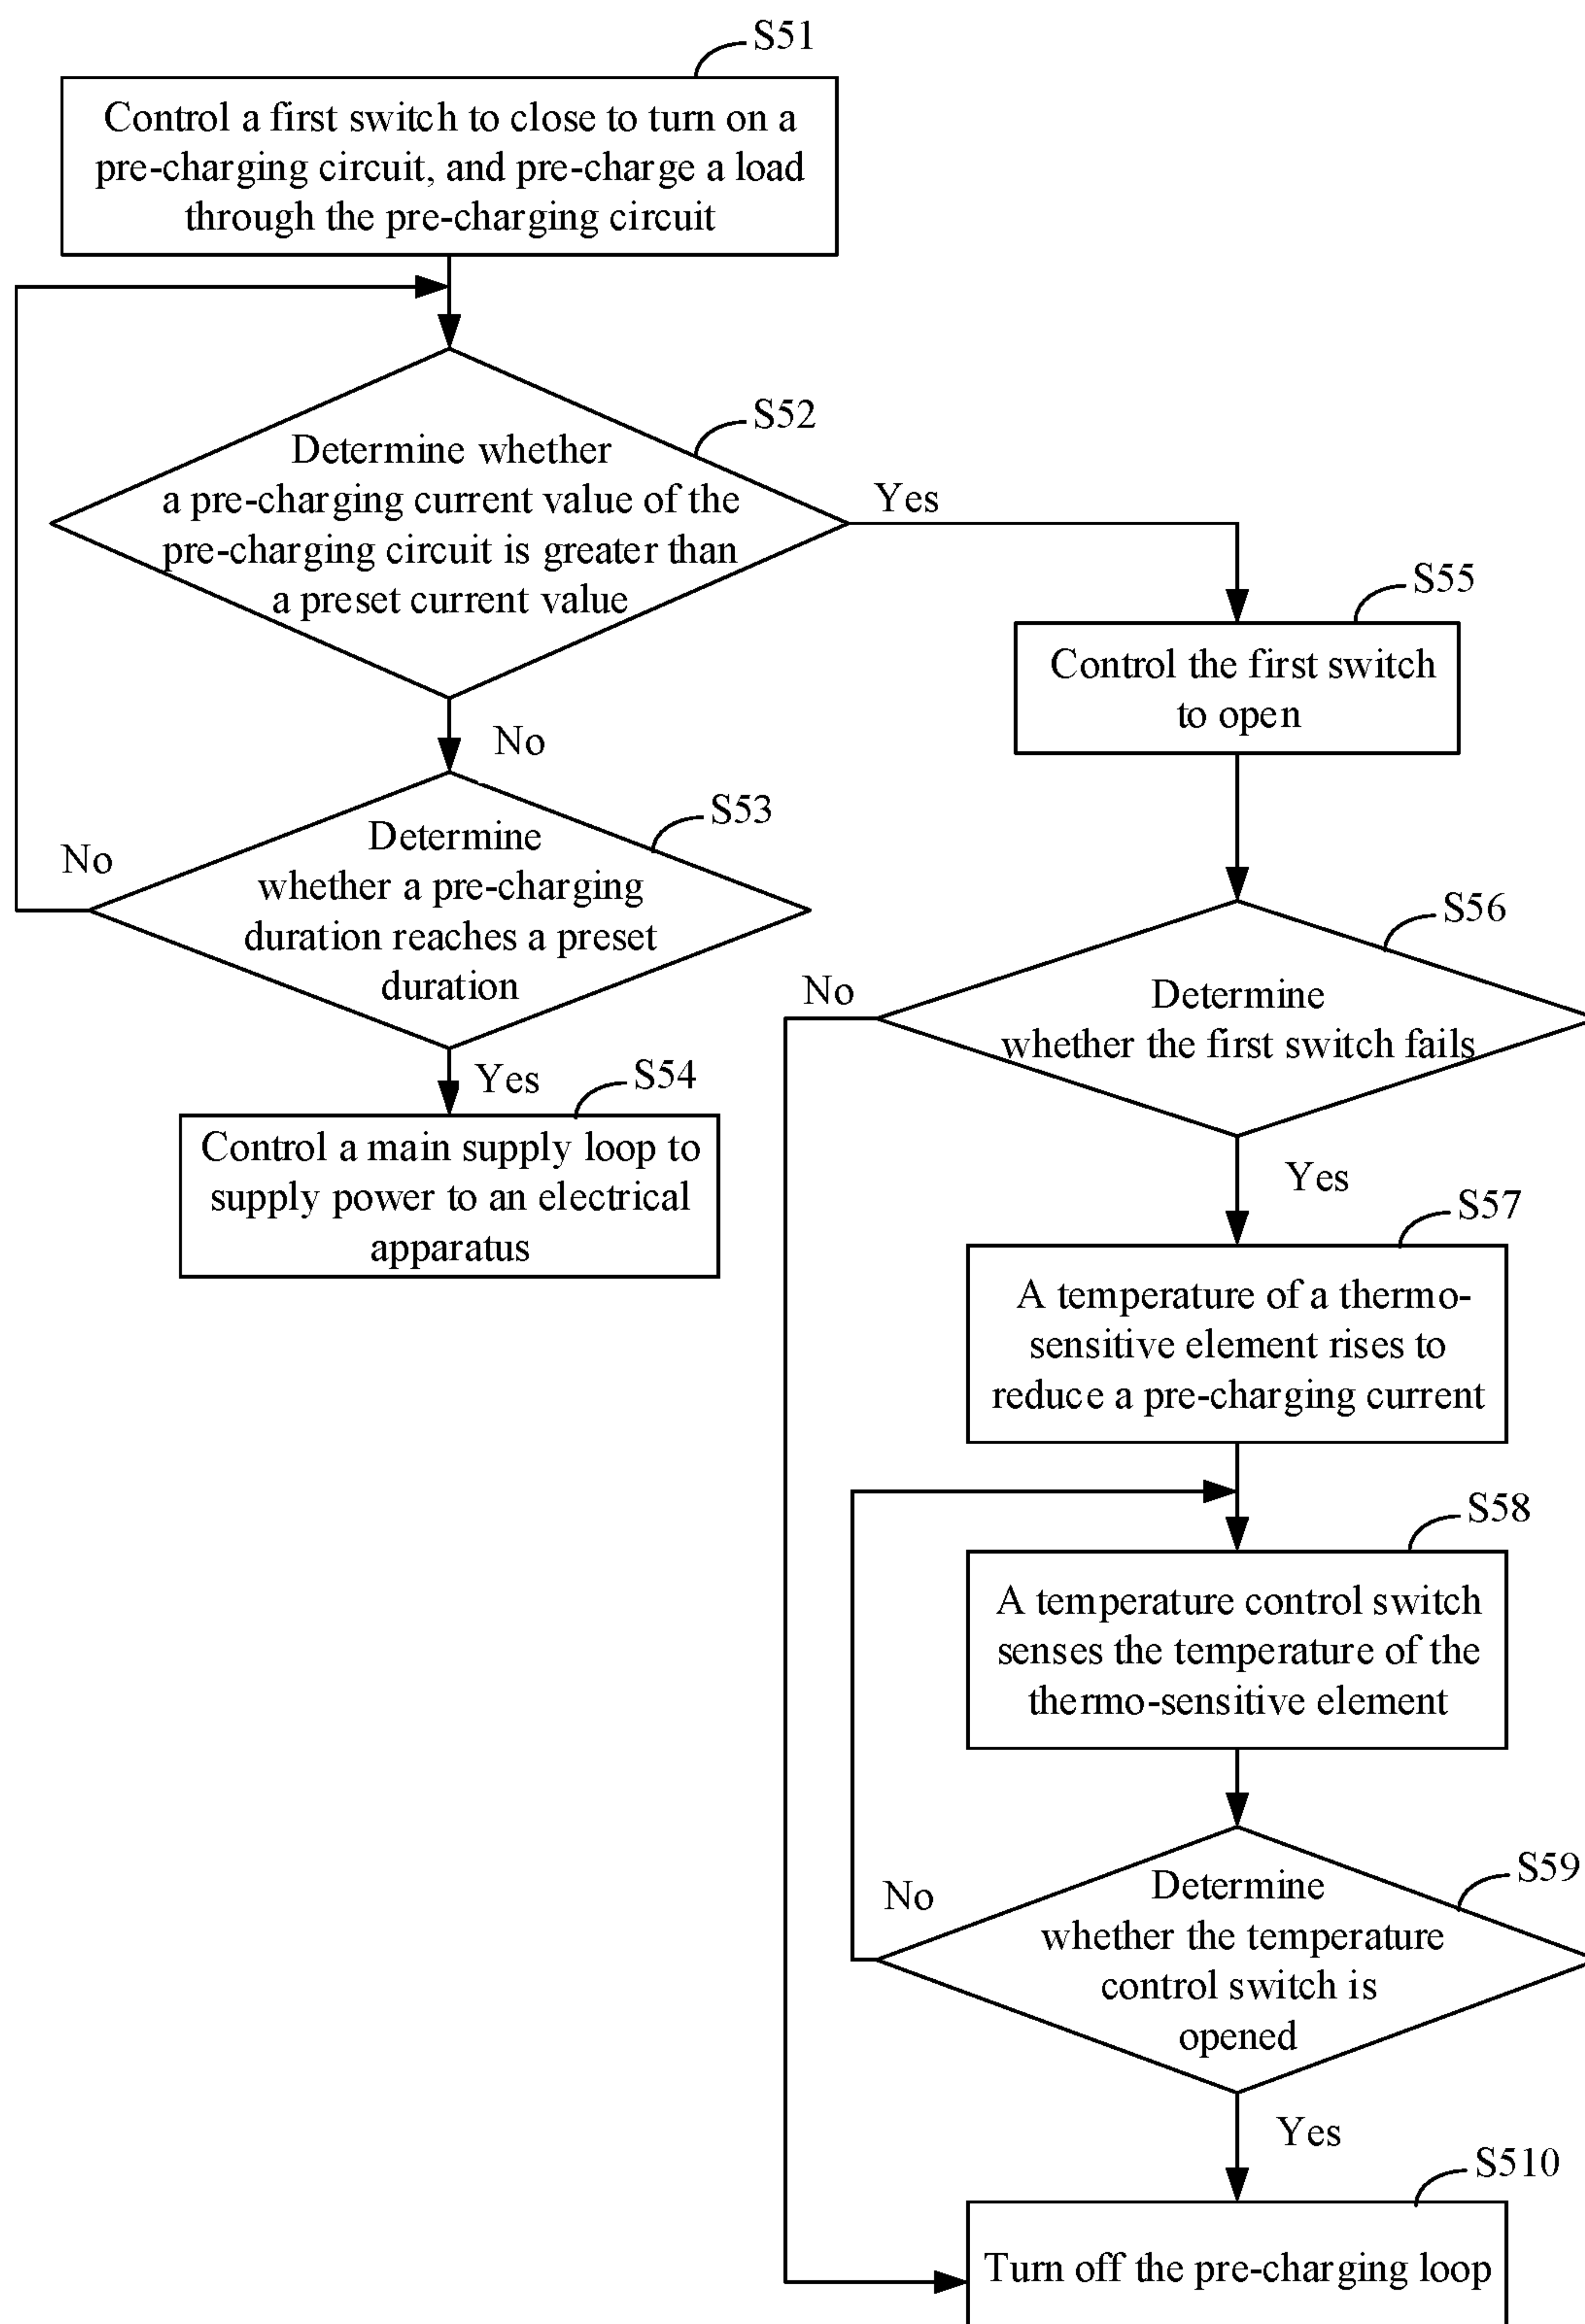 S51
Control a first switch to close to turn on a
pre-charging circuit, and pre-charge a load
through the pre-charging circuit
S52
Determine whether
a pre-charging current value of the
pre-charging circuit is greater than
a preset current value
Yes
No
S53
Determine
whether a pre-charging
duration reaches a preset
duration
No
Yes
S54
Control a main supply loop to
supply power to an electrical
apparatus
S55
Control the first switch
to open
S56
Determine
whether the first switch fails
No
Yes
S57
A temperature of a thermo-
sensitive element rises to
reduce a pre-charging current
S58
A temperature control switch
senses the temperature of the
thermo-sensitive element
S59
Determine
whether the temperature
control switch is
opened
No
Yes
S510
Turn off the pre-charging loop